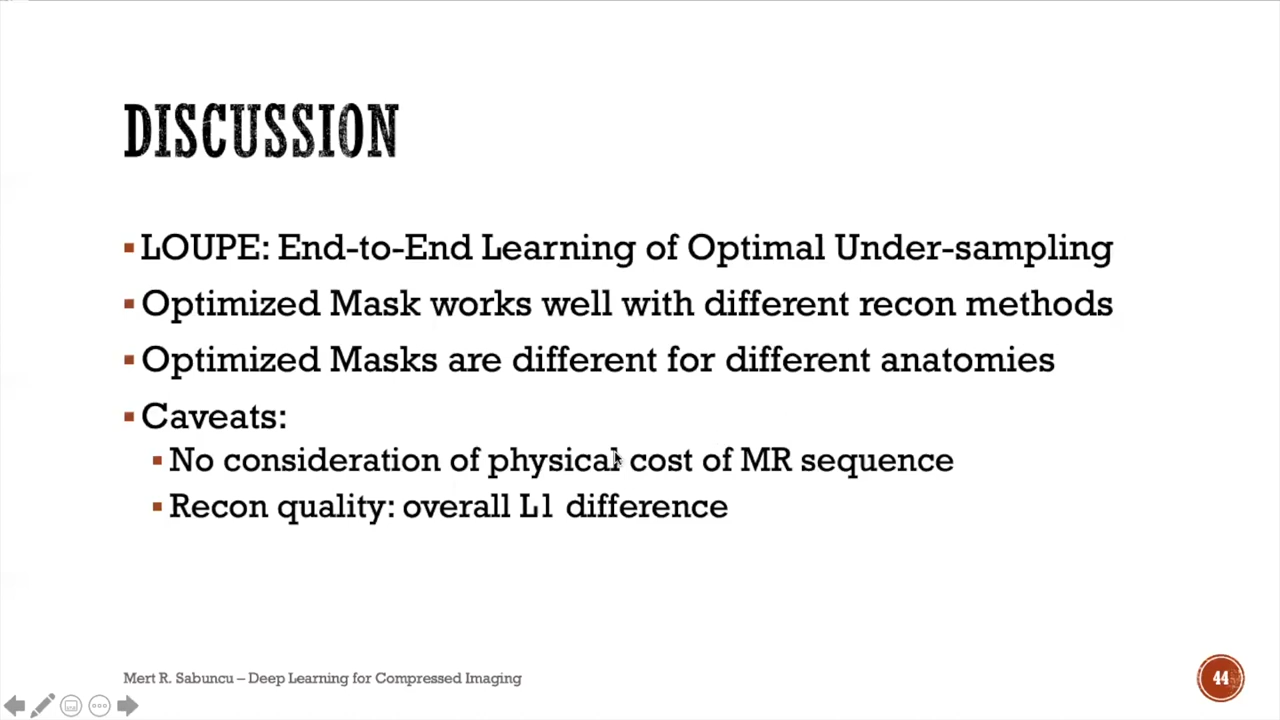 DISCUSSION
LOUPE: End-to-End Learning of Optimal Under-sampling
Optimized Mask works well with different recon methods
Optimized Masks are different for different anatomies
Caveats:
No consideration of physical cost of MR sequence
Recon quality: overall L1 difference
Mert R. Sabuncu – Deep Learning for Compressed Imaging
44